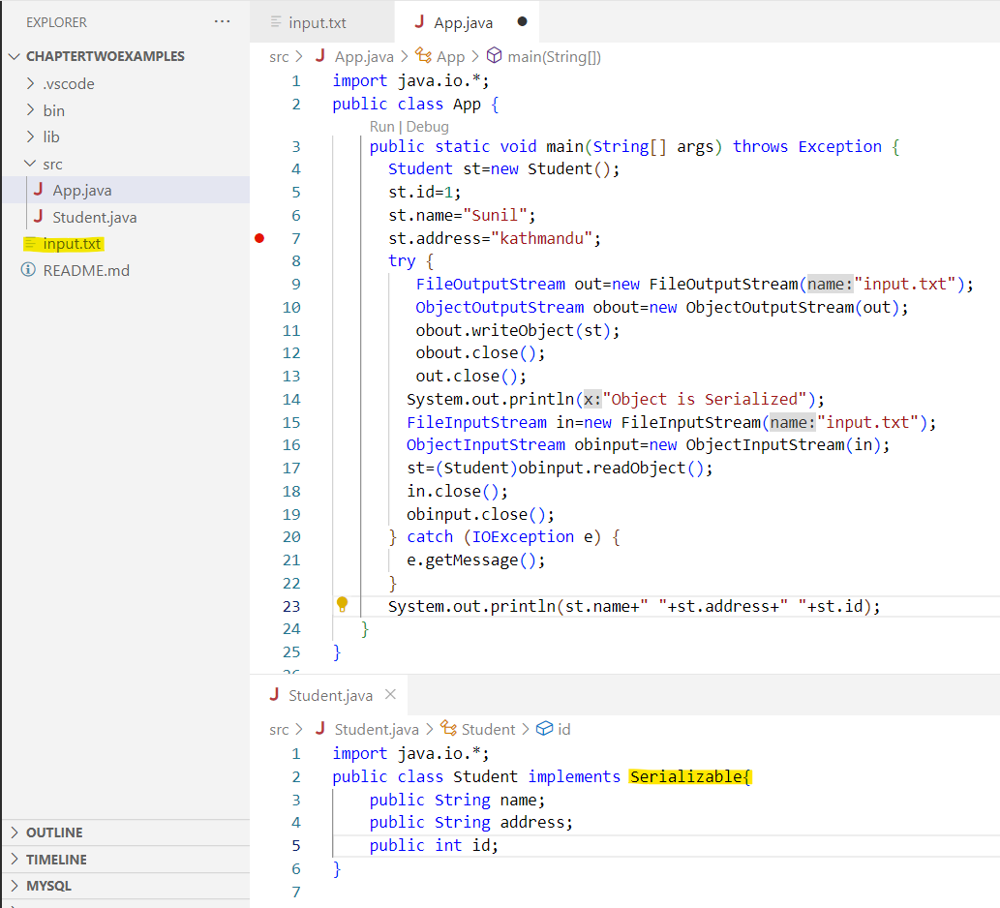 EXPLORER ...
CHAPTERTWOEXAMPLES
.vscode
bin
lib
src
J App.java
J Student.java
input.txt
README.md
OUTLINE
TIMELINE
MYSQL
input.txt J App.java
src > J App.java > App > main(String[])
1 import java.io.*;
2 public class App {
Run | Debug
3 public static void main(String[] args) throws Exception {
4 Student st=new Student();
5 st.id=1;
6 st.name="Sunil";
7 st.address="kathmandu";
8 try {
9 FileOutputStream out=new FileOutputStream(name:"input.txt");
10 ObjectOutputStream obout=new ObjectOutputStream(out);
11 obout.writeObject(st);
12 obout.close();
13 out.close();
14 System.out.println(x:"Object is Serialized");
15 FileInputStream in=new FileInputStream(name:"input.txt");
16 ObjectInputStream obinput=new ObjectInputStream(in);
17 st=(Student)obinput.readObject();
18 in.close();
19 obinput.close();
20 } catch (IOException e) {
21 e.getMessage();
22 }
23 System.out.println(st.name+" "+st.address+" "+st.id);
24 }
25 }
J Student.java ×
src > J Student.java > Student > id
1 import java.io.*;
2 public class Student implements Serializable{
3 public String name;
4 public String address;
5 public int id;
6 }
7